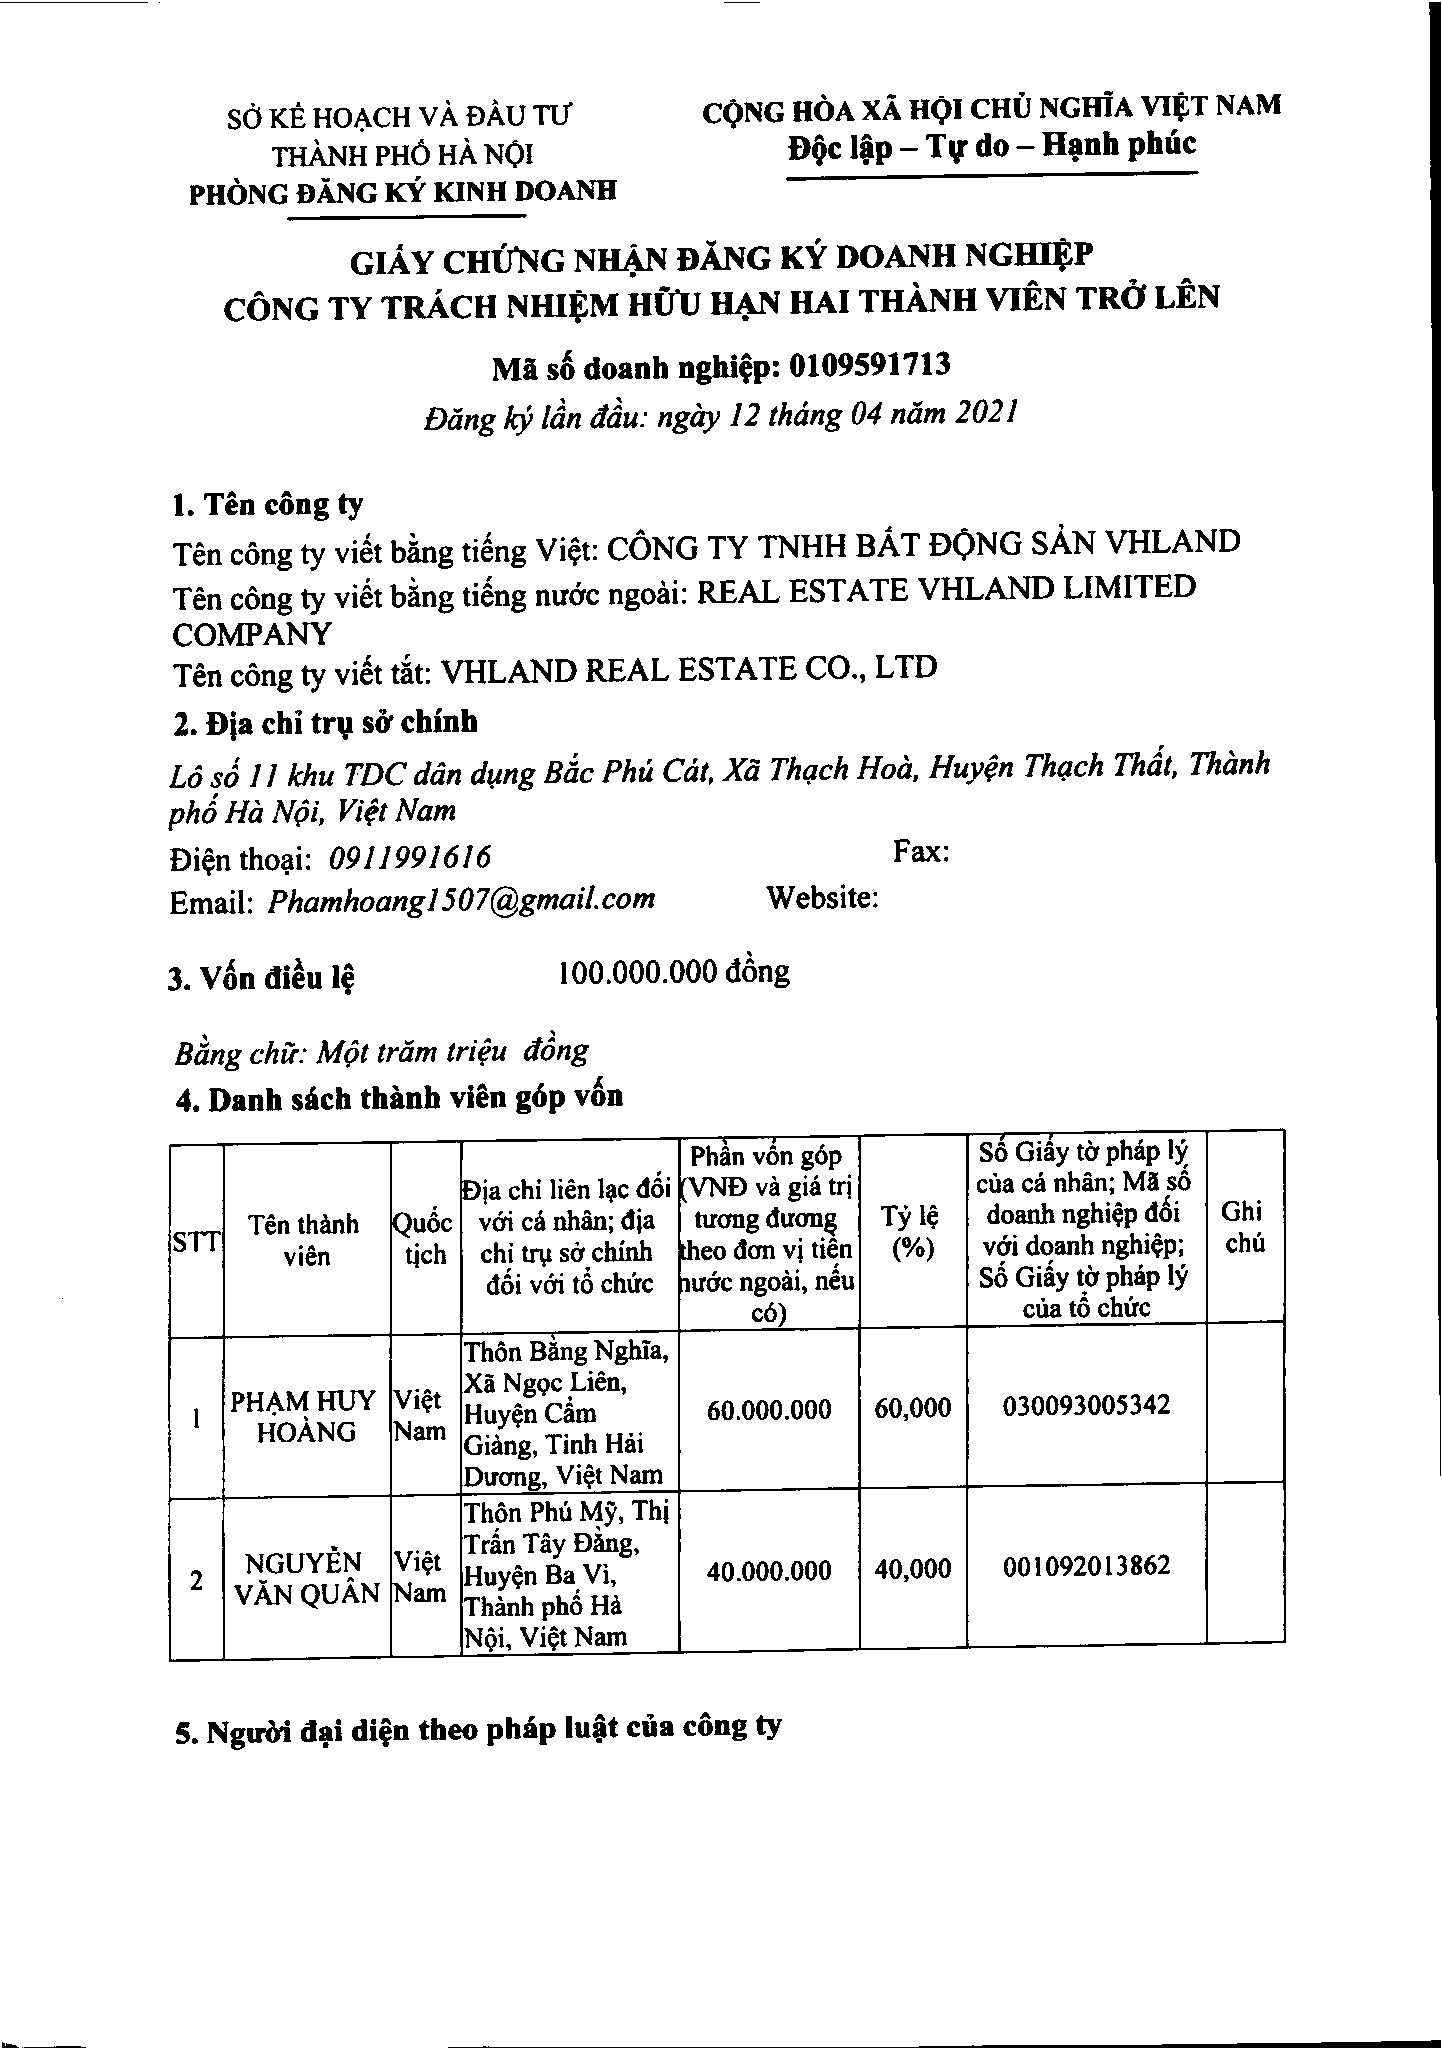 SỞ KẾ HOẠCH VÀ ĐẦU TƯ
THÀNH PHỐ HÀ NỘI
PHÒNG ĐĂNG KÝ KINH DOANH
CỘNG HÒA XÃ HỘI CHỦ NGHĨA VIỆT NAM
Độc lập – Tự do – Hạnh phúc
GIẤY CHỨNG NHẬN ĐĂNG KÝ DOANH NGHIỆP
CÔNG TY TRÁCH NHIỆM HỮU HẠN HAI THÀNH VIÊN TRỞ LÊN
Mã số doanh nghiệp: 0109591713
Đăng ký lần đầu: ngày 12 tháng 04 năm 2021
1. Tên công ty
Tên công ty viết bằng tiếng Việt: CÔNG TY TNHH BẤT ĐỘNG SẢN VHLAND
Tên công ty viết bằng tiếng nước ngoài: REAL ESTATE VHLAND LIMITED
COMPANY
Tên công ty viết tắt: VHLAND REAL ESTATE CO., LTD
2. Địa chỉ trụ sở chính
Lô số 11 khu TDC dân dụng Bắc Phú Cát, Xã Thạch Hoà, Huyện Thạch Thất, Thành
phố Hà Nội, Việt Nam
Điện thoại: 0911991616 Fax:
Email: Phamhoang1507@gmail.com Website:
3. Vốn điều lệ 100.000.000 đồng
Bằng chữ: Một trăm triệu đồng
4. Danh sách thành viên góp vốn
STT
Tên thành
viên
Quốc
tịch
Địa chỉ liên lạc đối
với cá nhân; địa
chỉ trụ sở chính
đối với tổ chức
Phần vốn góp
(VNĐ và giá trị
tương đương
theo đơn vị tiền
nước ngoài, nếu
có)
Tỷ lệ
(%)
Số Giấy tờ pháp lý
của cá nhân; Mã số
doanh nghiệp đối
với doanh nghiệp;
Số Giấy tờ pháp lý
của tổ chức
Ghi
chú
1
PHẠM HUY
HOÀNG
Việt
Nam
Thôn Bằng Nghĩa,
Xã Ngọc Liên,
Huyện Cẩm
Giàng, Tỉnh Hải
Dương, Việt Nam
60.000.000
60,000
030093005342
2
NGUYỄN
VĂN QUÂN
Việt
Nam
Thôn Phú Mỹ, Thị
Trấn Tây Đằng,
Huyện Ba Vì,
Thành phố Hà
Nội, Việt Nam
40.000.000
40,000
001092013862
5. Người đại diện theo pháp luật của công ty